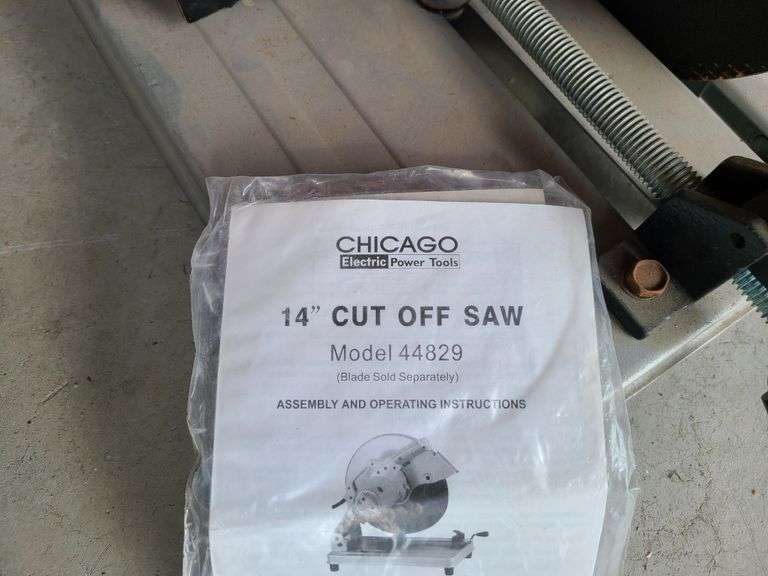 CHICAGO
Electric Power Tools
14” CUT OFF SAW
Model 44829
(Blade Sold Separately)
ASSEMBLY AND OPERATING INSTRUCTIONS